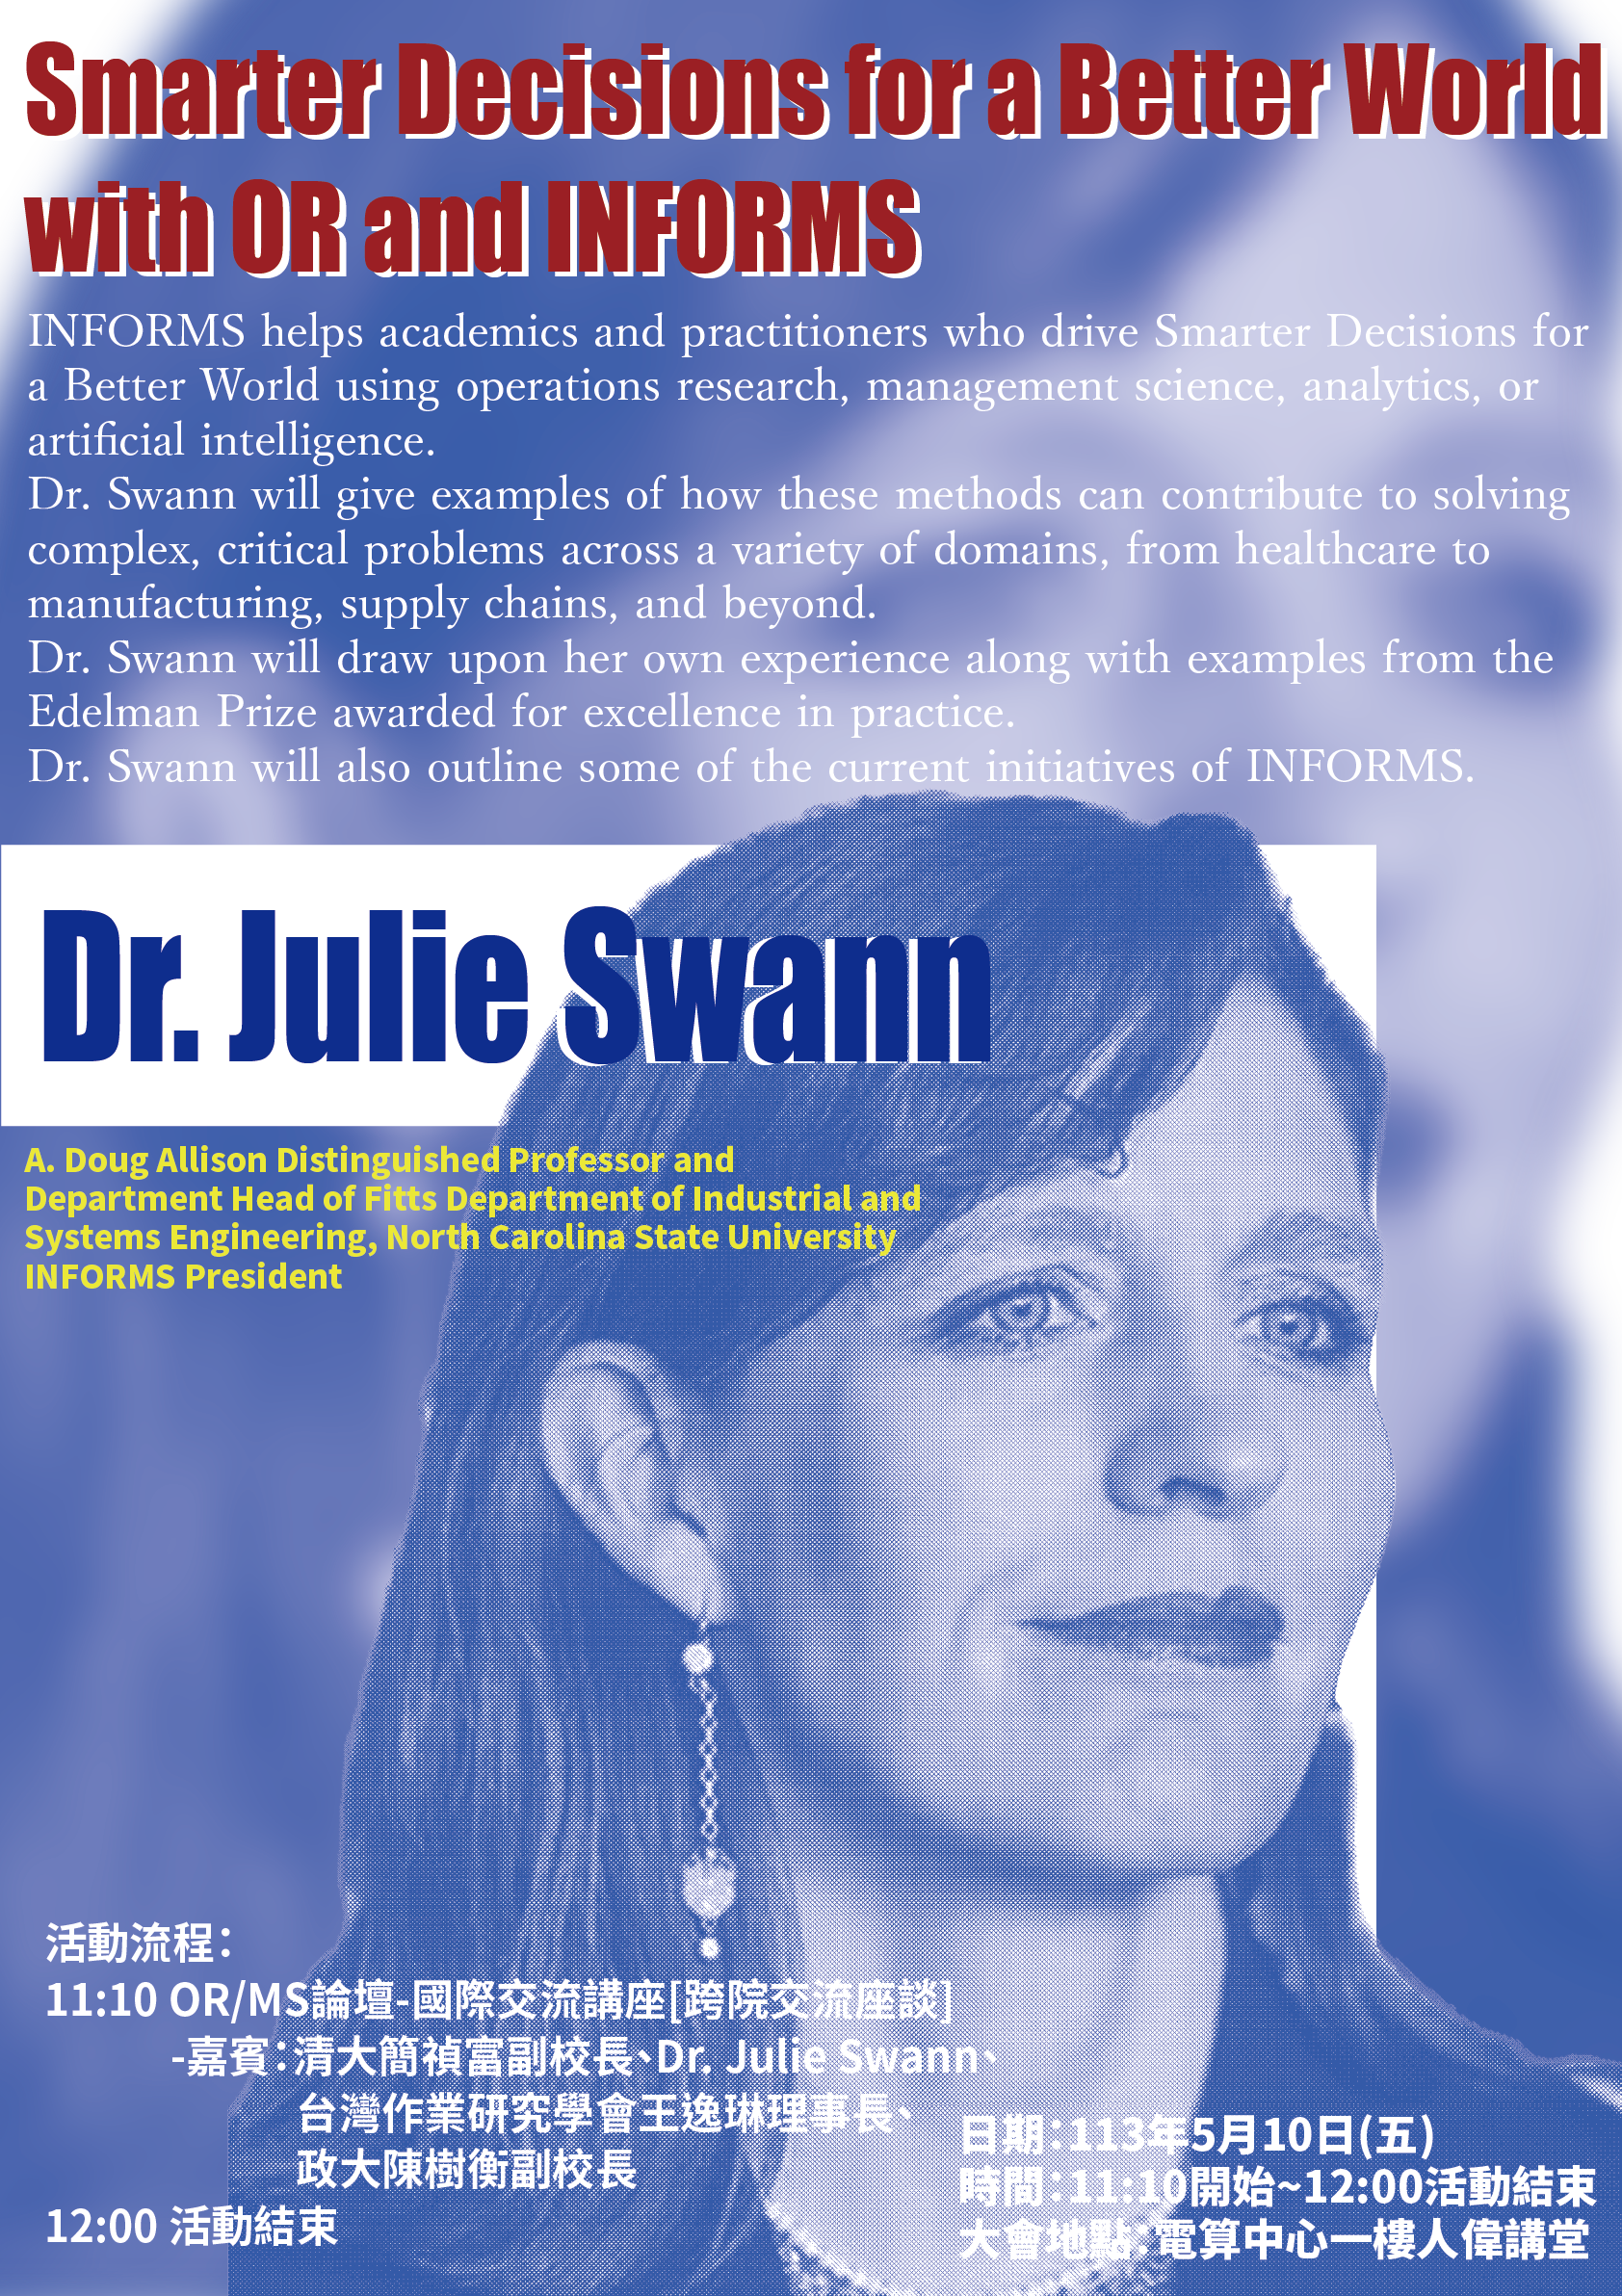 Smarter Decisions for a Better World
with OR and INFORMS
INFORMS helps academics and practitioners who drive Smarter Decisions for
a Better World using operations research, management science, analytics, or
artificial intelligence.
Dr. Swann will give examples of how these methods can contribute to solving
complex, critical problems across a variety of domains, from healthcare to
manufacturing, supply chains, and beyond.
Dr. Swann will draw upon her own experience along with examples from the
Edelman Prize awarded for excellence in practice.
Dr. Swann will also outline some of the current initiatives of INFORMS.
Dr. Julie Swann
A. Doug Allison Distinguished Professor and
Department Head of Fitts Department of Industrial and
Systems Engineering, North Carolina State University
INFORMS President
活動流程：
11:10 OR/MS論壇-國際交流講座[跨院交流座談]
-嘉賓：清大簡禎富副校長、Dr. Julie Swann、
台灣作業研究學會王逸琳理事長、
政大陳樹衡副校長
12:00 活動結束
日期：113年5月10日(五)
時間：11:10開始~12:00活動結束
大會地點：電算中心一樓人偉講堂